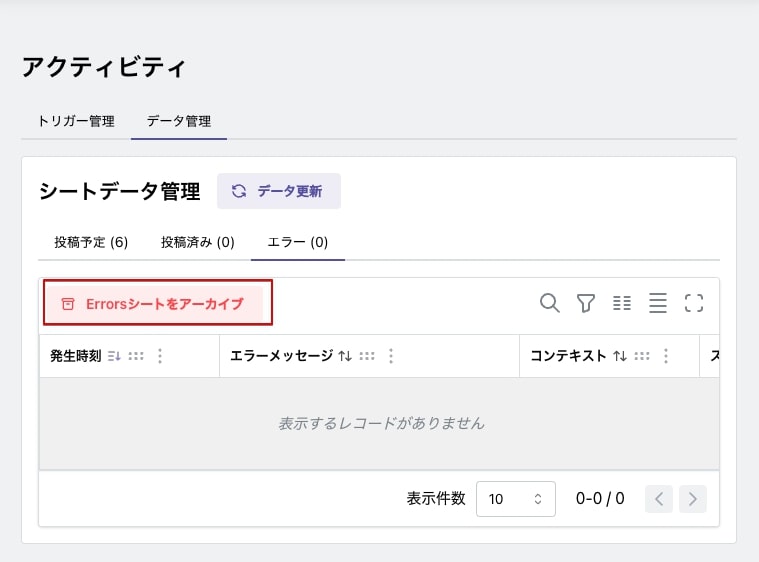 アクティビティ
トリガー管理 データ管理
シートデータ管理 データ更新
投稿予定 (6) 投稿済み (0) エラー (0)
Errorsシートをアーカイブ
発生時刻 エラーメッセージ コンテキスト ス
表示するレコードがありません
表示件数 10 0-0 / 0